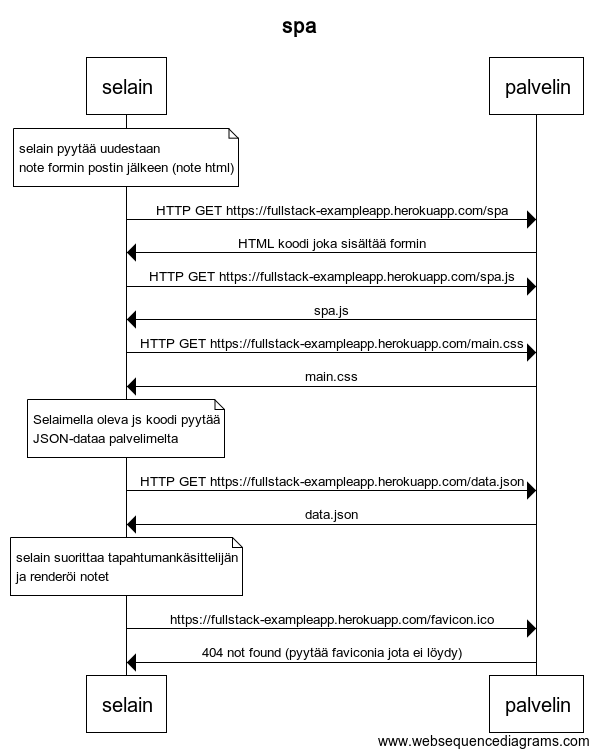 spa
selain palvelin
selain pyytää uudestaan
note formin postin jälkeen (note html)
HTTP GET https://fullstack-exampleapp.herokuapp.com/spa
HTML koodi joka sisältää formin
HTTP GET https://fullstack-exampleapp.herokuapp.com/spa.js
spa.js
HTTP GET https://fullstack-exampleapp.herokuapp.com/main.css
main.css
Selaimella oleva js koodi pyytää
JSON-dataa palvelimelta
HTTP GET https://fullstack-exampleapp.herokuapp.com/data.json
data.json
selain suorittaa tapahtumankäsittelijän
ja renderöi notet
https://fullstack-exampleapp.herokuapp.com/favicon.ico
404 not found (pyytää faviconia jota ei löydy)
selain palvelin
www.websequencediagrams.com